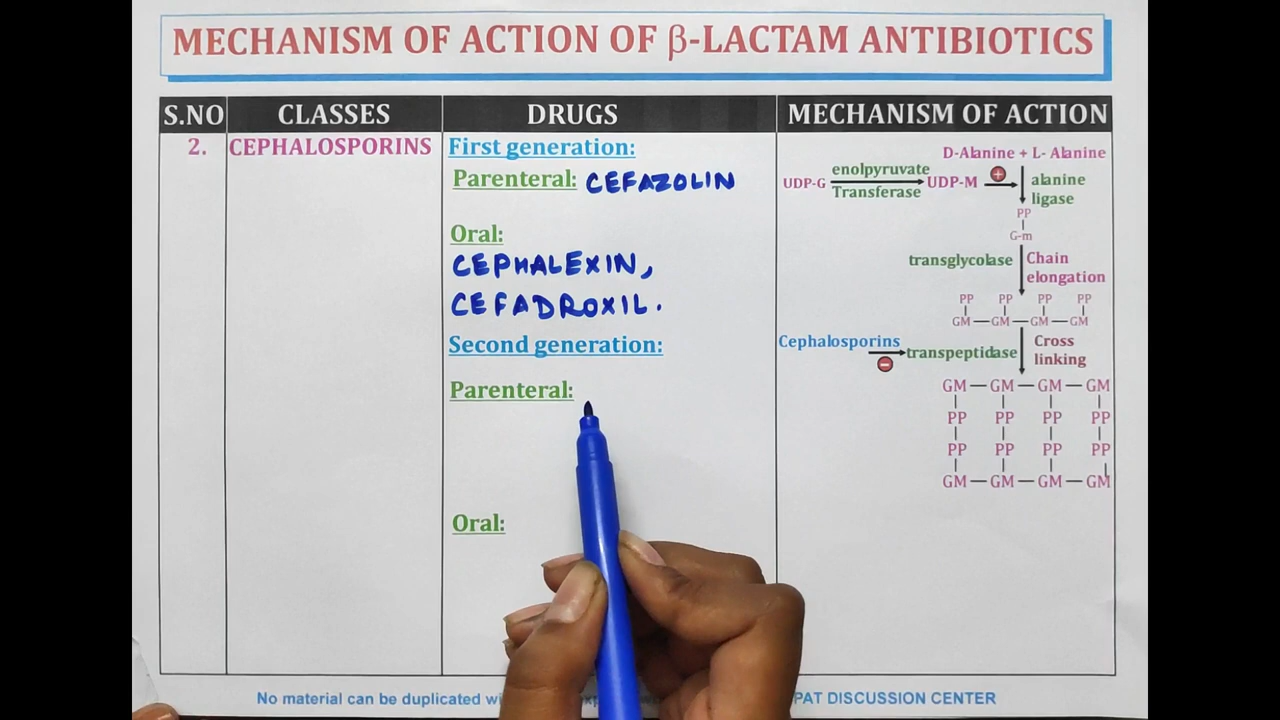 MECHANISM OF ACTION OF β-LACTAM ANTIBIOTICS
S.NO CLASSES DRUGS MECHANISM OF ACTION
2. CEPHALOSPORINS
First generation:
Parenteral: CEFAZOLIN
Oral:
CEPHALEXIN,
CEFADROXIL.
Second generation:
Parenteral:
Oral:
D-Alanine + L- Alanine
UDP-G enolpyruvate Transferase UDP-M + alanine ligase
PP
G-m
transglycolase Chain elongation
PP PP PP PP
GM — GM — GM — GM
Cephalosporins − transpeptidase Cross linking
GM — GM — GM — GM
PP PP PP PP
PP PP PP PP
GM — GM — GM — GM
No material can be duplicated PAT DISCUSSION CENTER